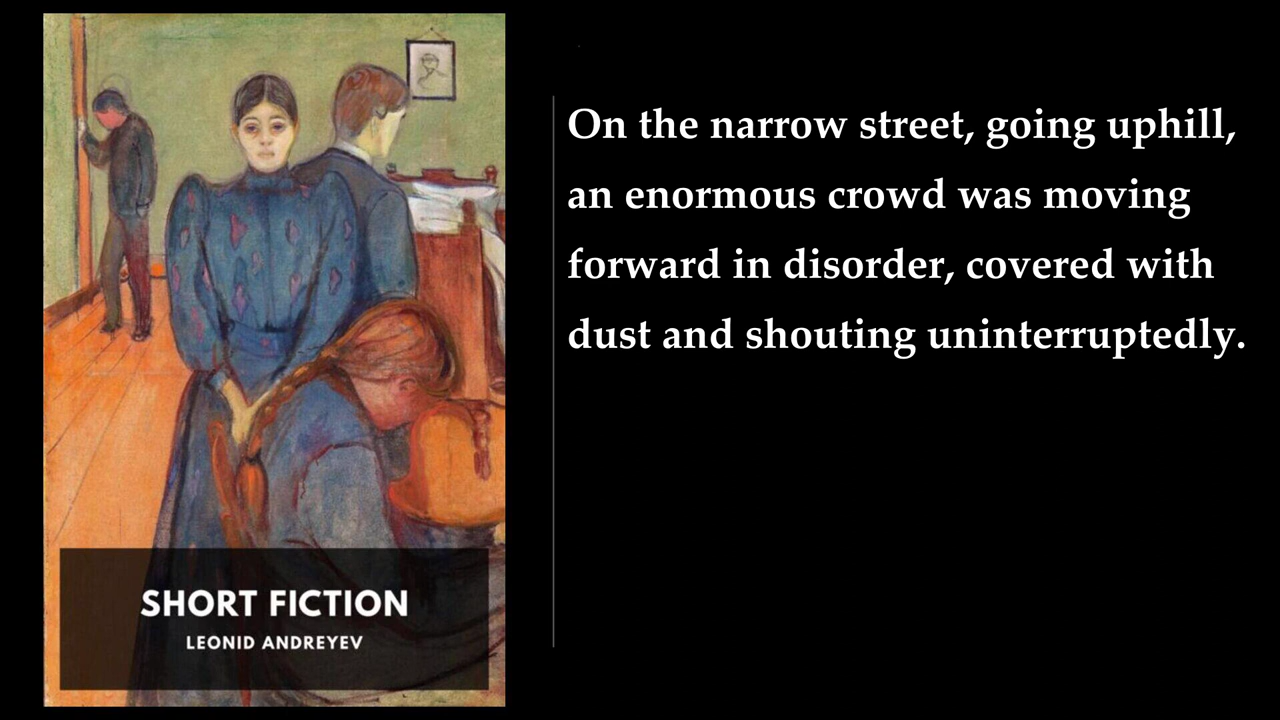 SHORT FICTION
LEONID ANDREYEV
On the narrow street, going uphill,
an enormous crowd was moving
forward in disorder, covered with
dust and shouting uninterruptedly.